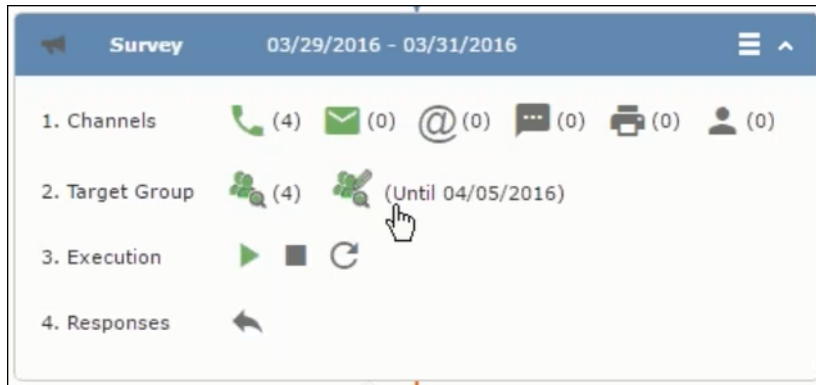 Survey 03/29/2016 - 03/31/2016
1. Channels (4) (0) @ (0) (0) (0) (0)
2. Target Group (4) (Until 04/05/2016)
3. Execution
4. Responses